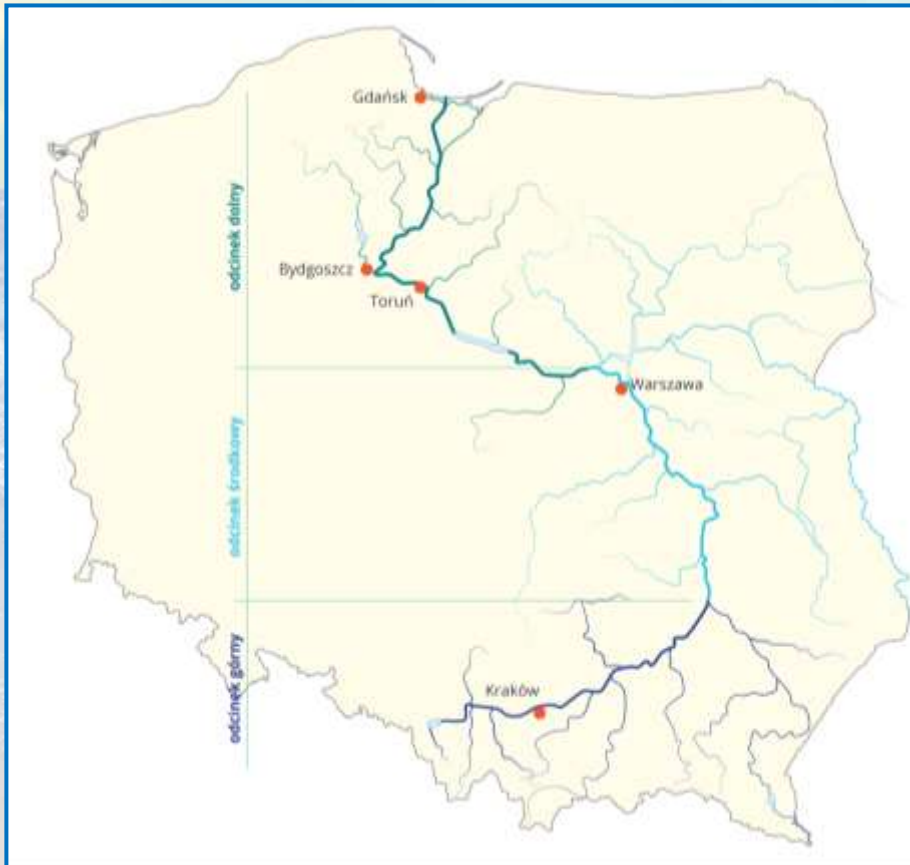 Gdańsk
odcinek dolny
Bydgoszcz
Toruń
Warszawa
odcinek środkowy
odcinek górny
Kraków